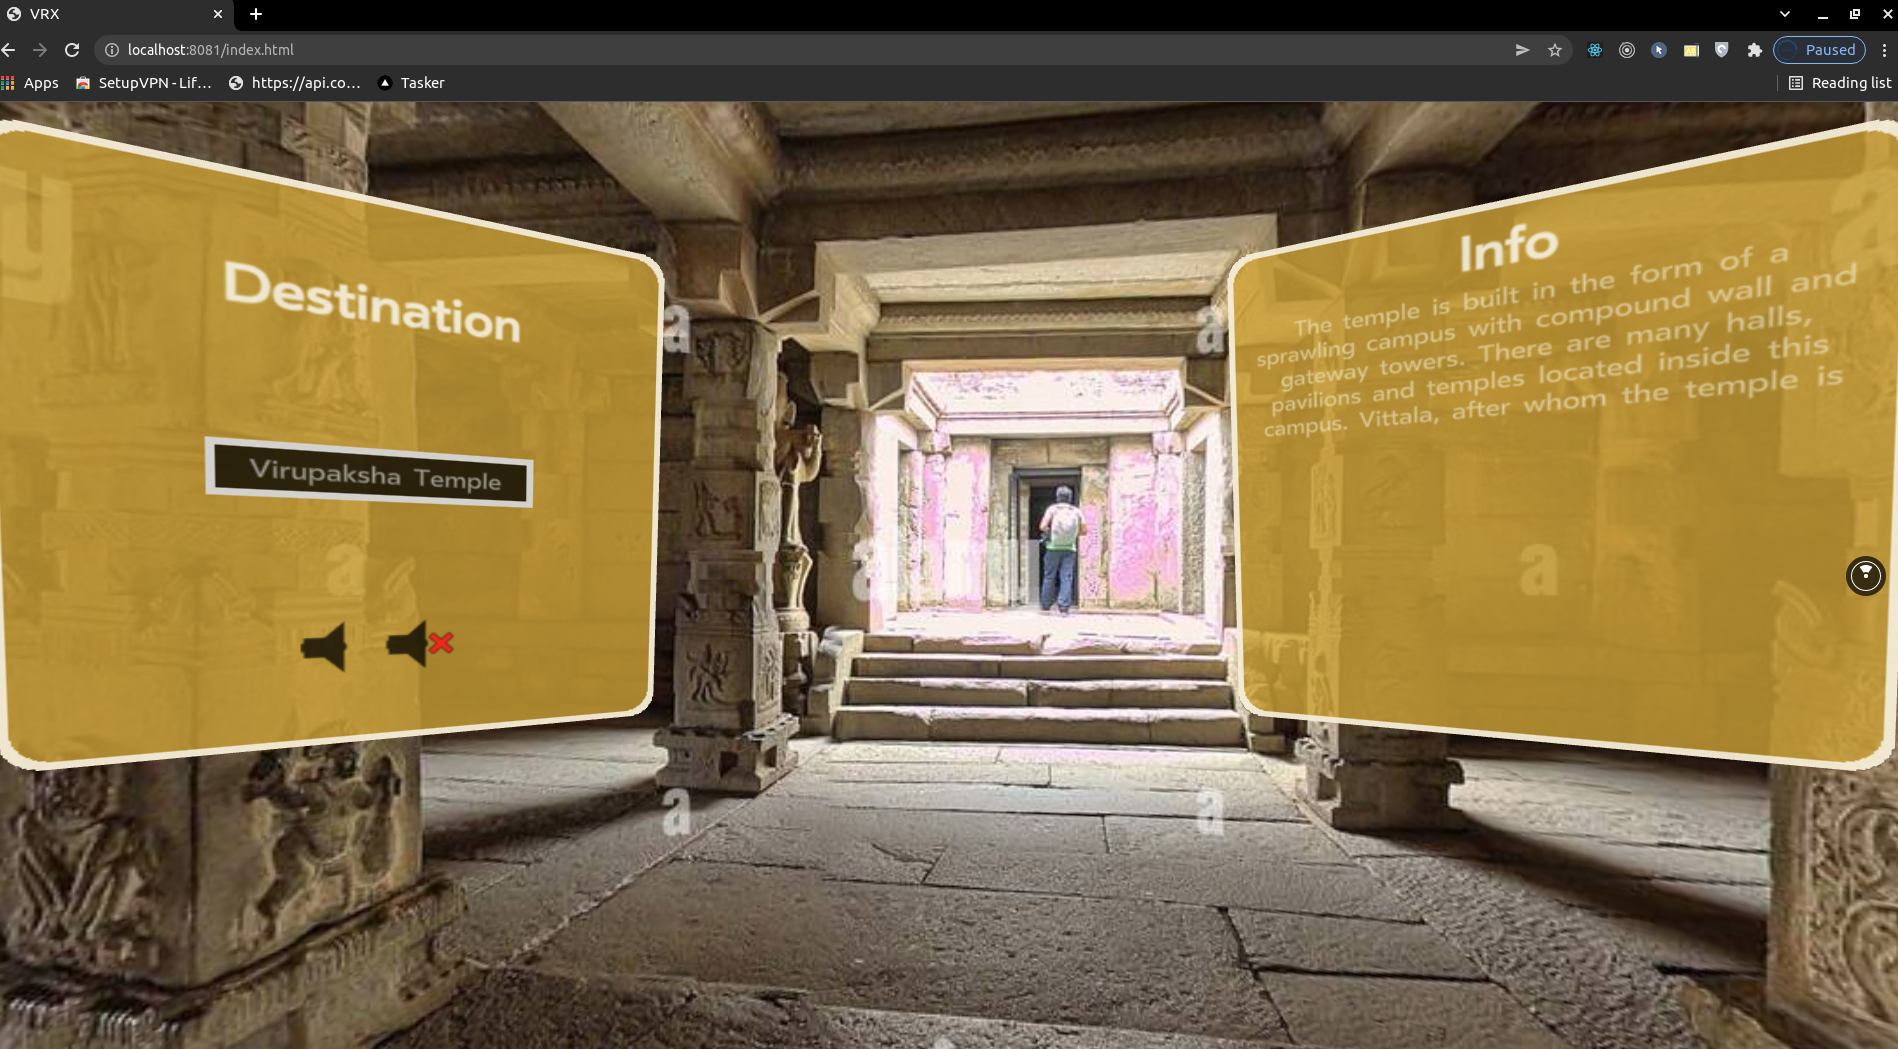 VRX
localhost:8081/index.html
Paused
Apps
SetupVPN - Lif...
https://api.co...
Tasker
Reading list
y
a
Destination
Virupaksha Temple
Info
The temple is built in the form of a
sprawling campus with compound wall and
gateway towers. There are many halls,
pavilions and temples located inside this
campus. Vittala, after whom the temple is
a
a
a
a
a
a